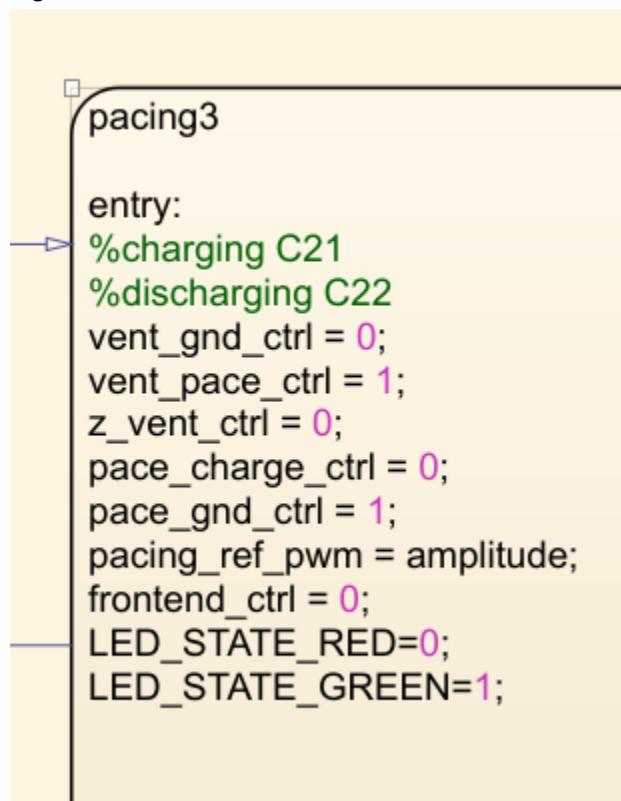 pacing3
entry:
%charging C21
%discharging C22
vent_gnd_ctrl = 0;
vent_pace_ctrl = 1;
z_vent_ctrl = 0;
pace_charge_ctrl = 0;
pace_gnd_ctrl = 1;
pacing_ref_pwm = amplitude;
frontend_ctrl = 0;
LED_STATE_RED=0;
LED_STATE_GREEN=1;